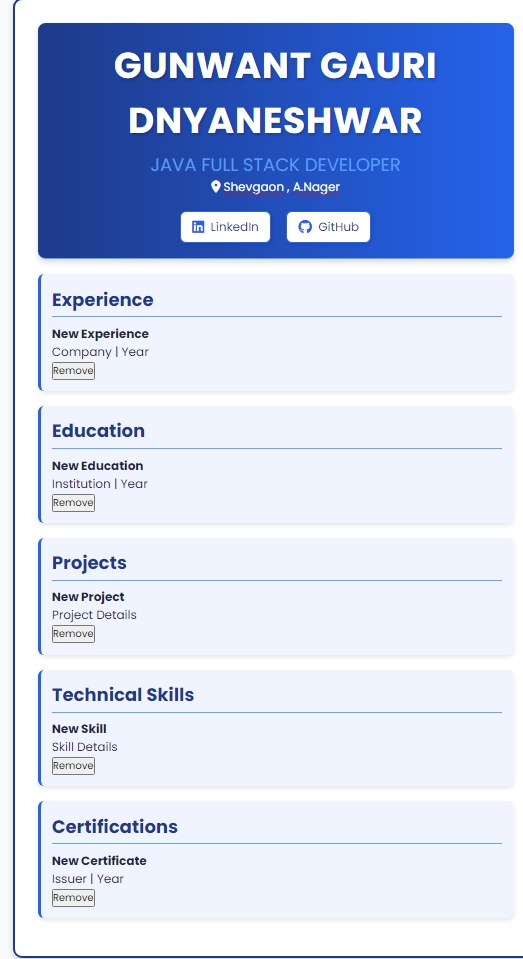 GUNWANT GAURI
DNYANESHWAR
JAVA FULL STACK DEVELOPER
Shevgaon , A.Nager
LinkedIn GitHub
Experience
New Experience
Company | Year
Remove
Education
New Education
Institution | Year
Remove
Projects
New Project
Project Details
Remove
Technical Skills
New Skill
Skill Details
Remove
Certifications
New Certificate
Issuer | Year
Remove